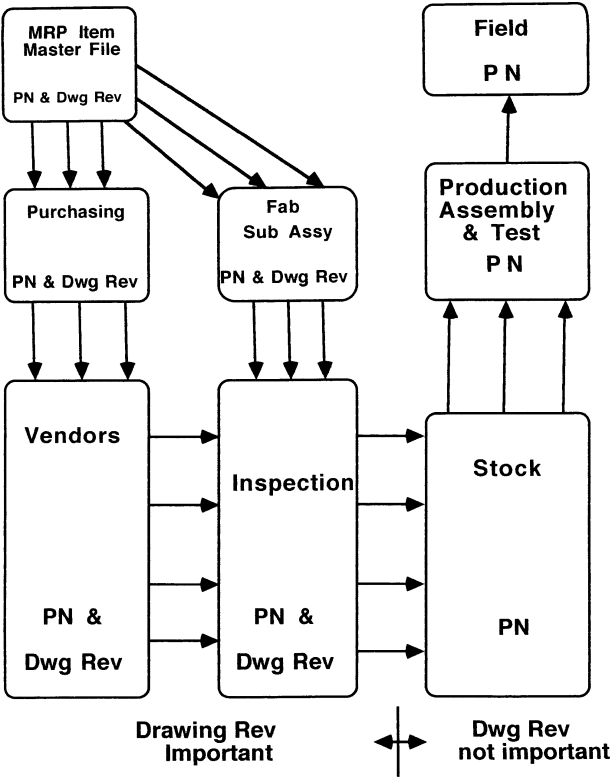 MRP Item
Master File
PN & Dwg Rev
Field
PN
Purchasing
PN & Dwg Rev
Fab
Sub Assy
PN & Dwg Rev
Production
Assembly
& Test
PN
Vendors
PN &
Dwg Rev
Inspection
PN &
Dwg Rev
Stock
PN
Drawing Rev
Important
Dwg Rev
not important